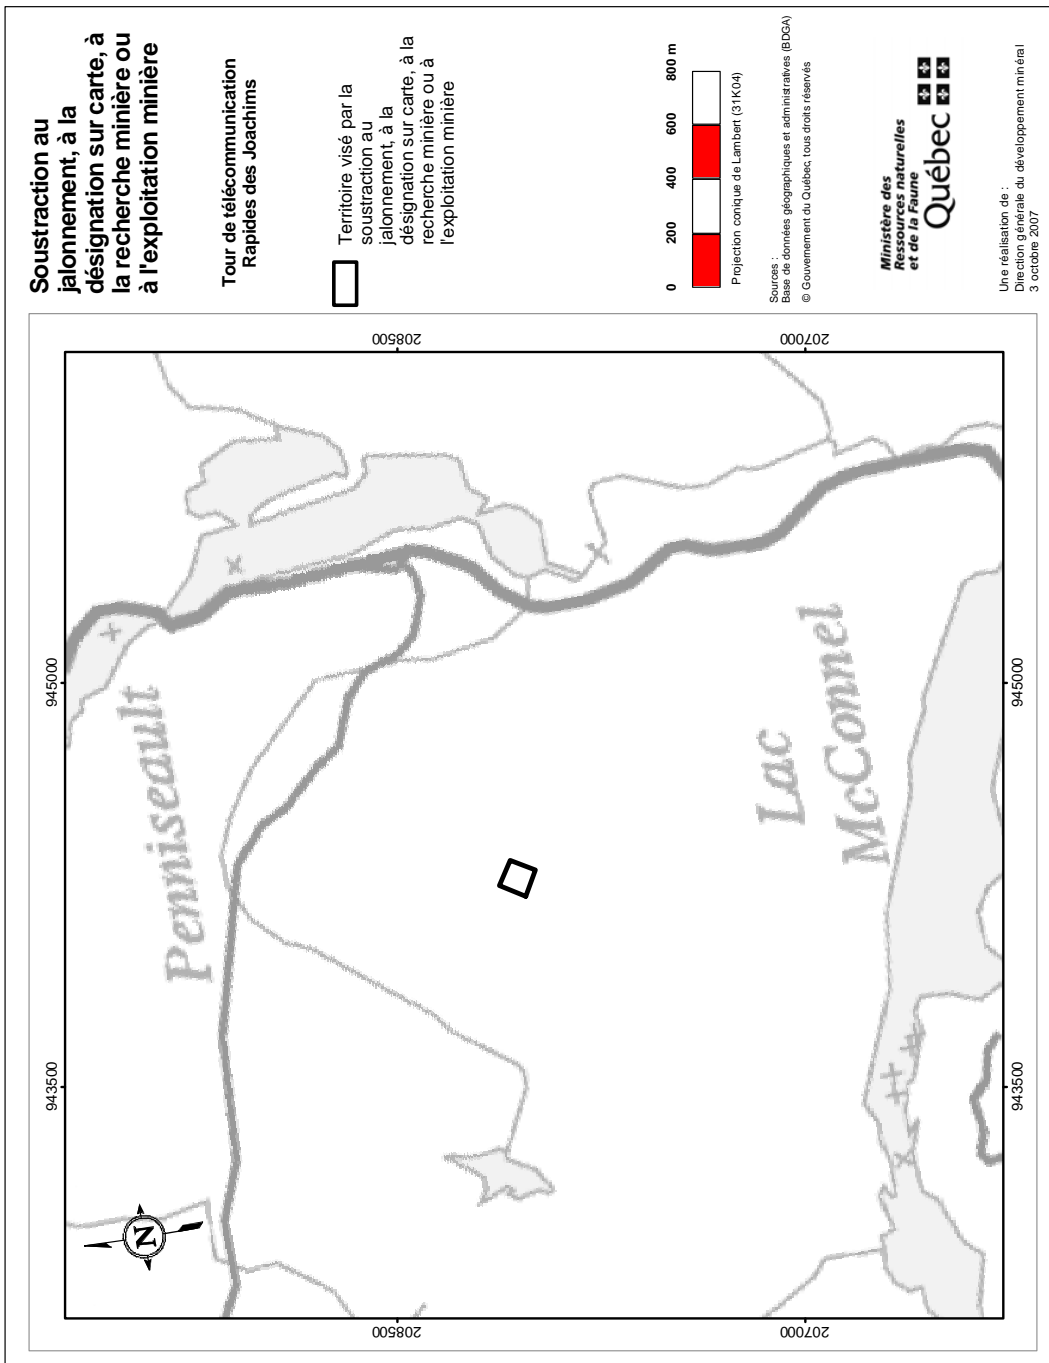 Soustraction au
jalonnement, à la
désignation sur carte, à
la recherche minière ou
à l'exploitation minière
Tour de télécommunication
Rapides des Joachims
Territoire visé par la
soustraction au
jalonnement, à la
désignation sur carte, à la
recherche minière ou à
l'exploitation minière
0 200 400 600 800 m
Projection conique de Lambert (31K04)
Sources :
Base de données géographiques et administratives (BDGA)
© Gouvernement du Québec, tous droits réservés
Ministère des
Ressources naturelles
et de la Faune
Québec
Une réalisation de :
Direction générale du développement minéral
3 octobre 2007
943500
945000
208500
208500
Penniseault
N
Lac
McConnel
207000
207000
943500
945000